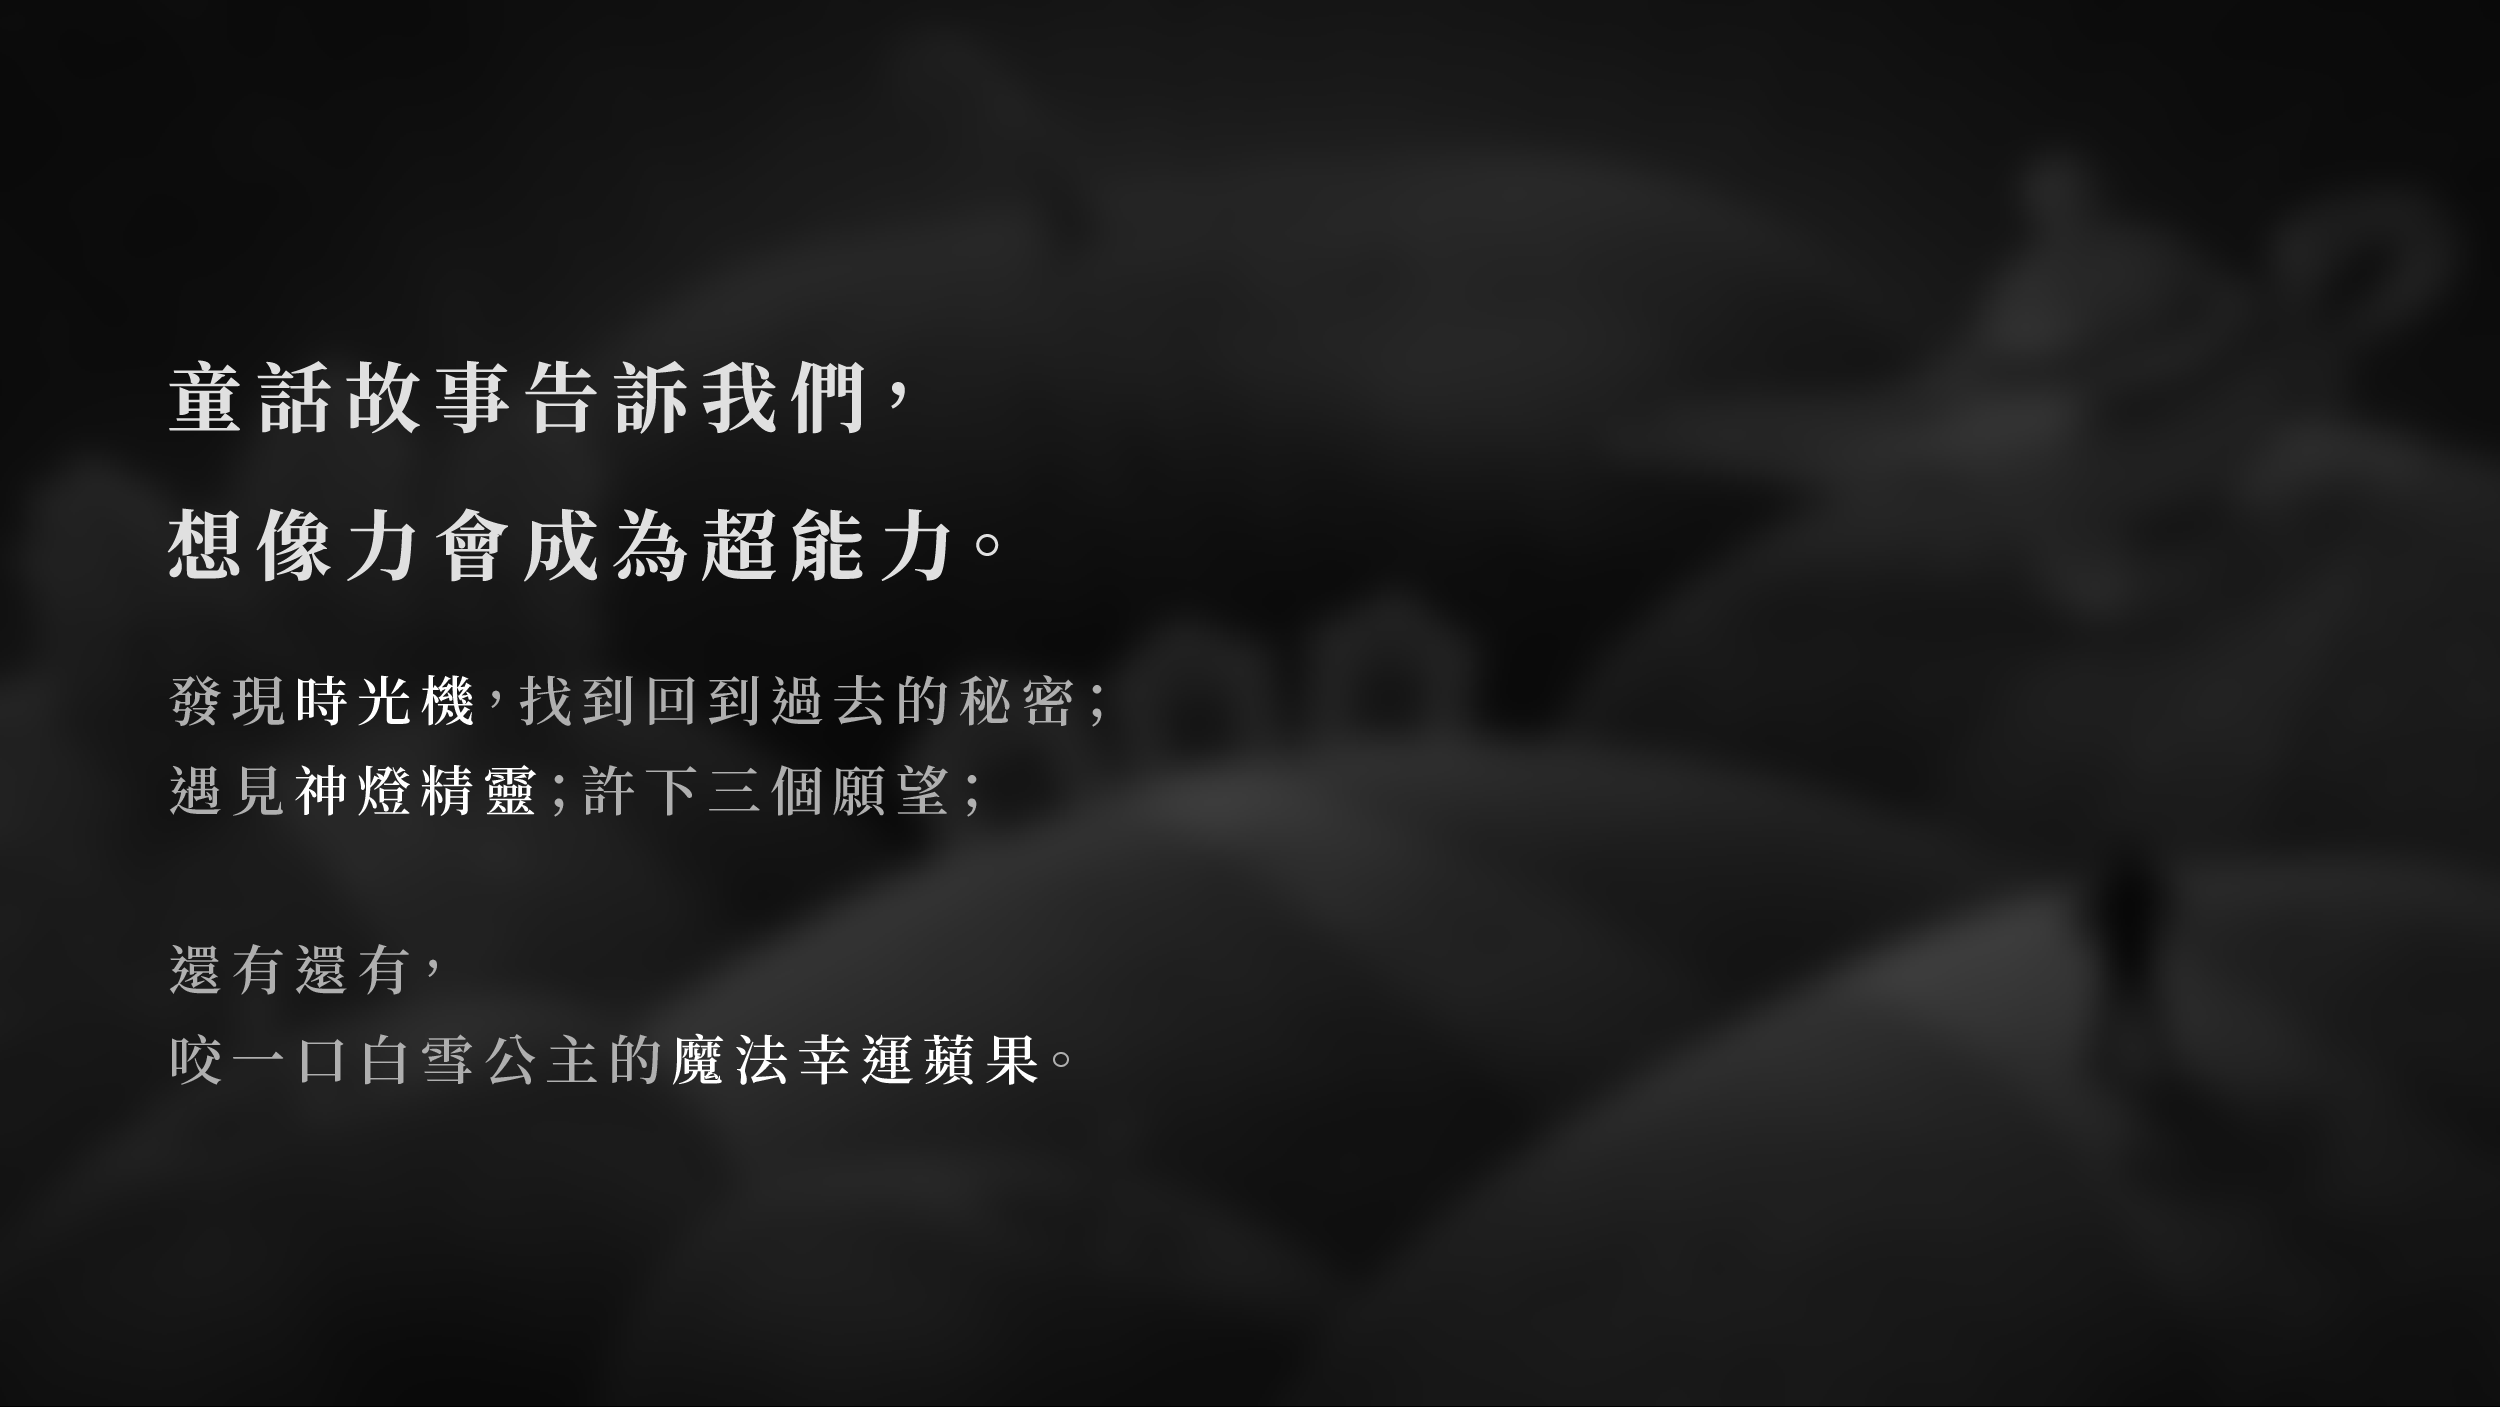 童話故事告訴我們，
想像力會成為超能力。
發現時光機，找到回到過去的秘密；
遇見神燈精靈；許下三個願望；
還有還有，
咬一口白雪公主的魔法幸運蘋果。